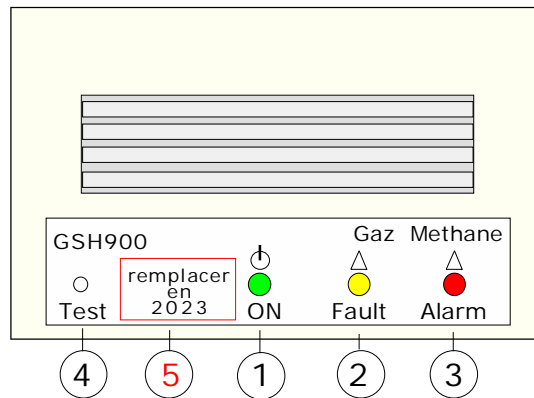 GSH900
Gaz Methane
remplacer
en
2023
Test
ON
Fault
Alarm
4
5
1
2
3